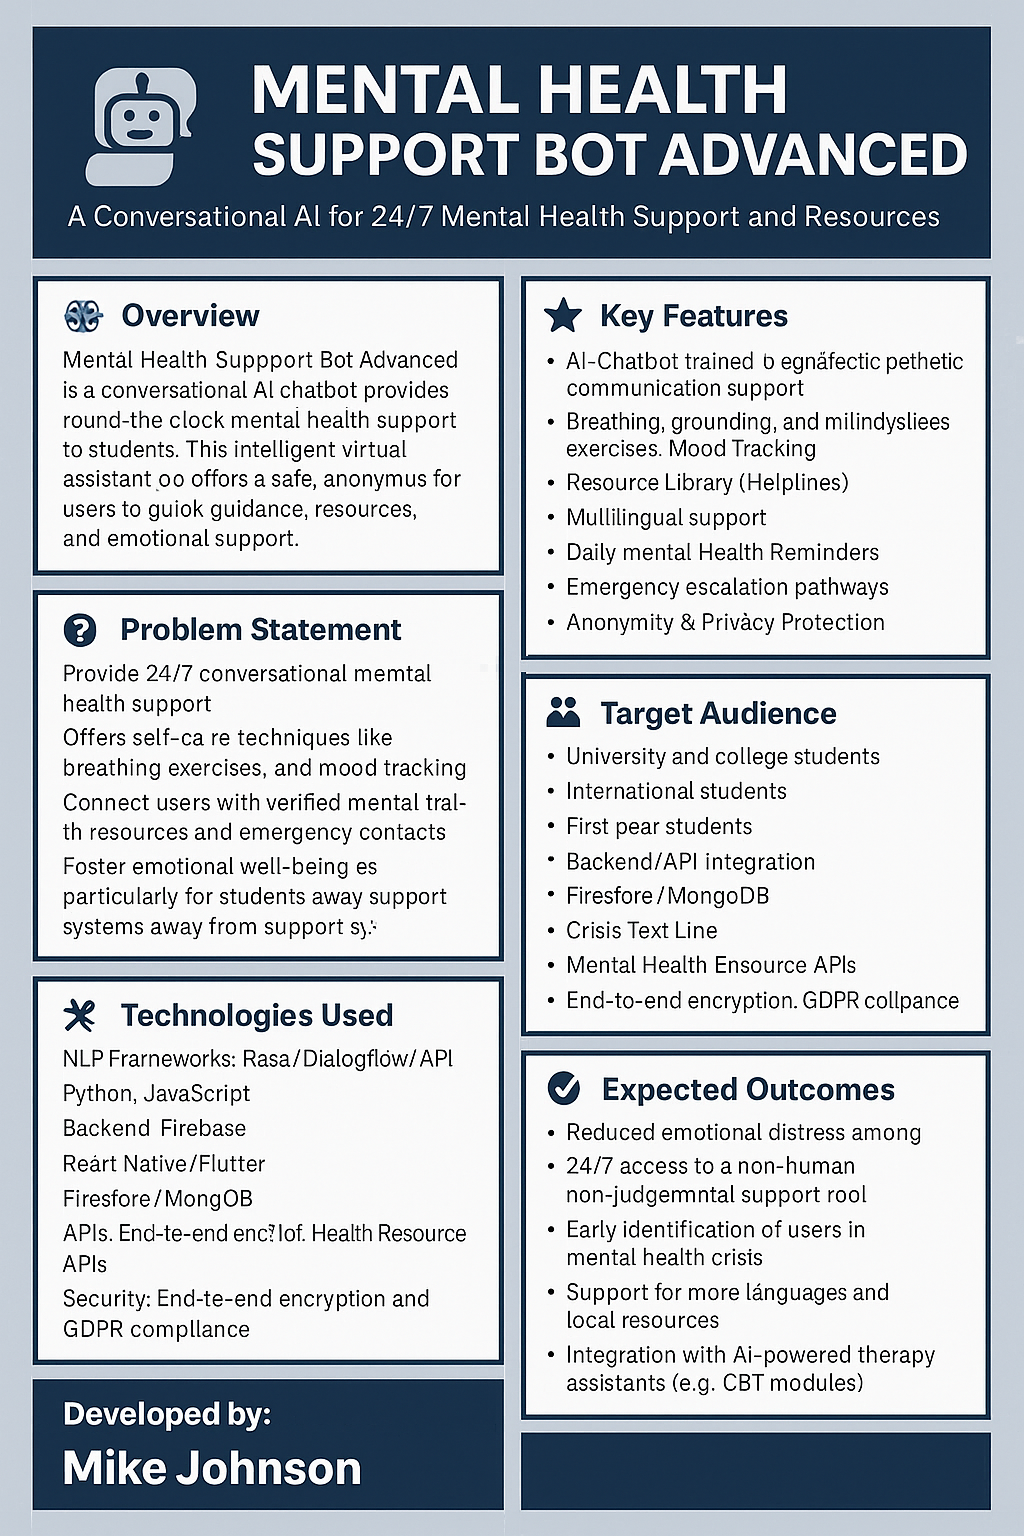 MENTAL HEALTH
SUPPORT BOT ADVANCED
A Conversational AI for 24/7 Mental Health Support and Resources
Overview
Mental Health Suppport Bot Advanced
is a conversational AI chatbot provides
round-the clock mental health support
to students. This intelligent virtual
assistant oo offors a safe, anonymus for
users to guiok guidance, resources,
and emotional support.
Problem Statement
Provide 24/7 conversational memtal
health support
Offers self-ca re techniques like
breathing exercises, and mood tracking
Connect users with verified mental tral-
th resources and emergency contacts
Foster emotional well-being es
particularly for students away support
systems away from support
Technologies Used
NLP Frarneworks: Rasa/Dialogflow/API
Python, JavaScript
Backend Firebase
Reárt Native/Flutter
Firesfore/MongOB
APIs. End-te-end Health Resource
APIs
Security: End-te-end encryption and
GDPR compllance
Developed by:
Mike Johnson
Key Features
• AI-Chatbot trained pethetic
communication support
• Breathing, grounding, and milindysliees
exercises. Mood Tracking
• Resource Library (Helplines)
• Mullilingual support
• Daily mental Health Reminders
• Emergency escalation pathways
• Anonymity & Privàcy Protection
Target Audience
• University and college students
• International students
• First pear students
• Backend/API integration
• Firesfore/MongoDB
• Crisis Text Line
• Mental Health Ensource APIs
• End-to-end encryption. GDPR collpance
Expected Outcomes
• Reduced emotional distress among
• 24/7 access to a non-human
non-judgemntal support rool
• Early identification of users in
mental health crisis
• Support for more lánguages and
local resources
• Integration with Ai-powered therapy
assistants (e.g. CBT modules)